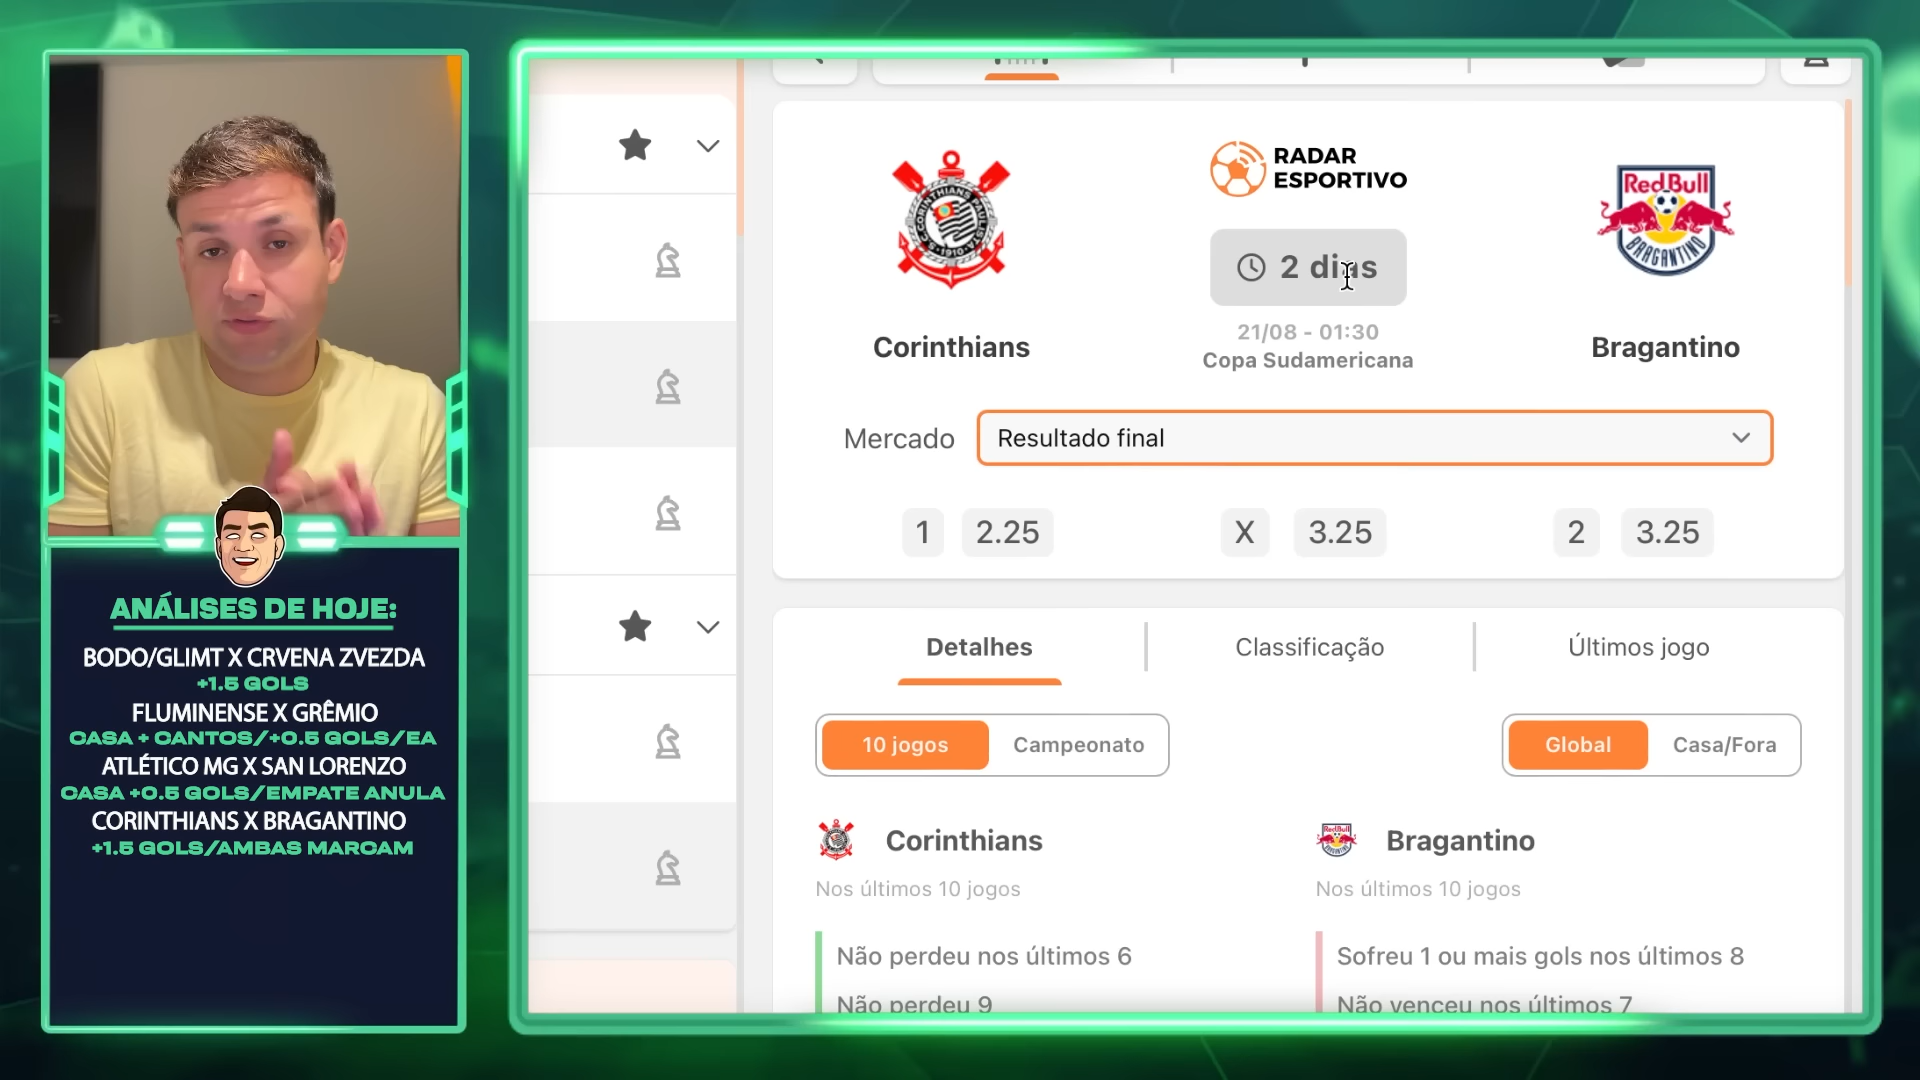 ANÁLISES DE HOJE:
BODO/GLIMT X CRVENA ZVEZDA
+1.5 GOLS
FLUMINENSE X GRÊMIO
CASA + CANTOS/+0.5 GOLS/EA
ATLÉTICO MG X SAN LORENZO
CASA +0.5 GOLS/EMPATE ANULA
CORINTHIANS X BRAGANTINO
+1.5 GOLS/AMBAS MARCAM
RADAR
ESPORTIVO
Red Bull
BRAGANTINO
2 dias
21/08 - 01:30
Copa Sudamericana
Corinthians
Bragantino
Mercado
Resultado final
1 2.25 X 3.25 2 3.25
Detalhes
Classificação
Últimos jogo
10 jogos
Campeonato
Global
Casa/Fora
Corinthians
Nos últimos 10 jogos
Não perdeu nos últimos 6
Não perdeu 9
Bragantino
Nos últimos 10 jogos
Sofreu 1 ou mais gols nos últimos 8
Não venceu nos últimos 7